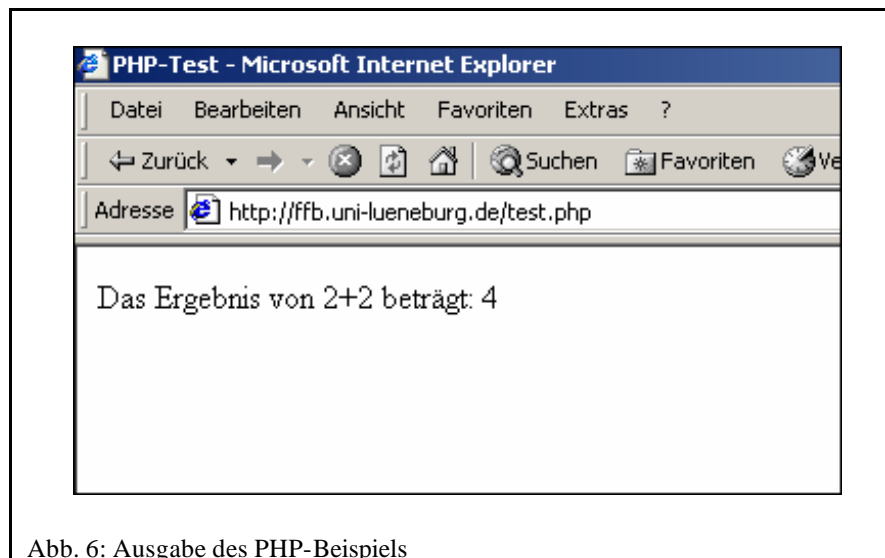 PHP-Test - Microsoft Internet Explorer
Datei Bearbeiten Ansicht Favoriten Extras ?
Zurück Suchen Favoriten Ve
Adresse http://ffb.uni-lueneburg.de/test.php
Das Ergebnis von 2+2 beträgt: 4
Abb. 6: Ausgabe des PHP-Beispiels